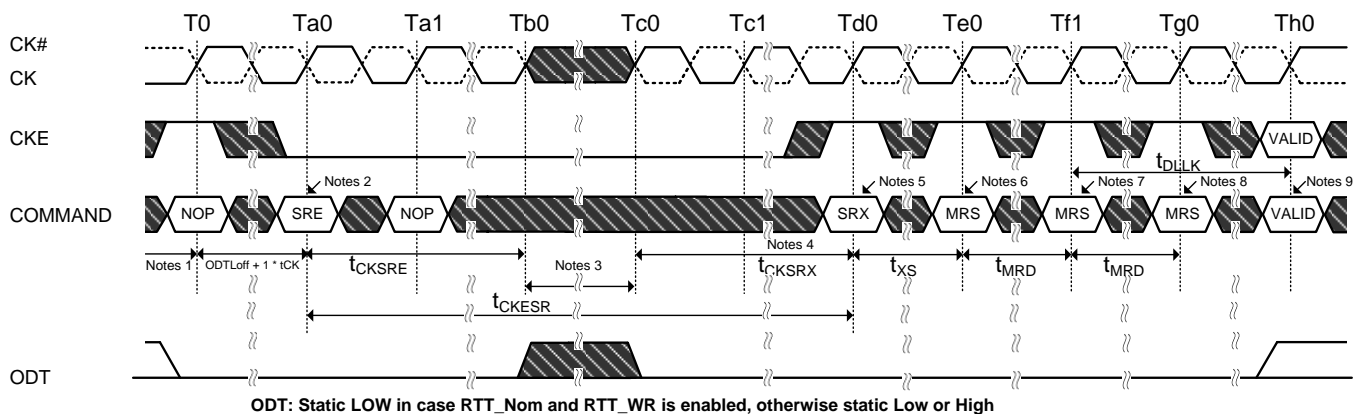 T0 Ta0 Ta1 Tb0 Tc0 Tc1 Td0 Te0 Tf1 Tg0 Th0
CK#
CK
CKE
VALID
tDLLK
Notes 2 Notes 5 Notes 6 Notes 7 Notes 8 Notes 9
COMMAND NOP SRE NOP SRX MRS MRS MRS VALID
Notes 1 ODTLoff + 1 * tCK tCKSRE Notes 3 Notes 4 tCKSRX tXS tMRD tMRD
tCKESR
ODT
ODT: Static LOW in case RTT_Nom and RTT_WR is enabled, otherwise static Low or High